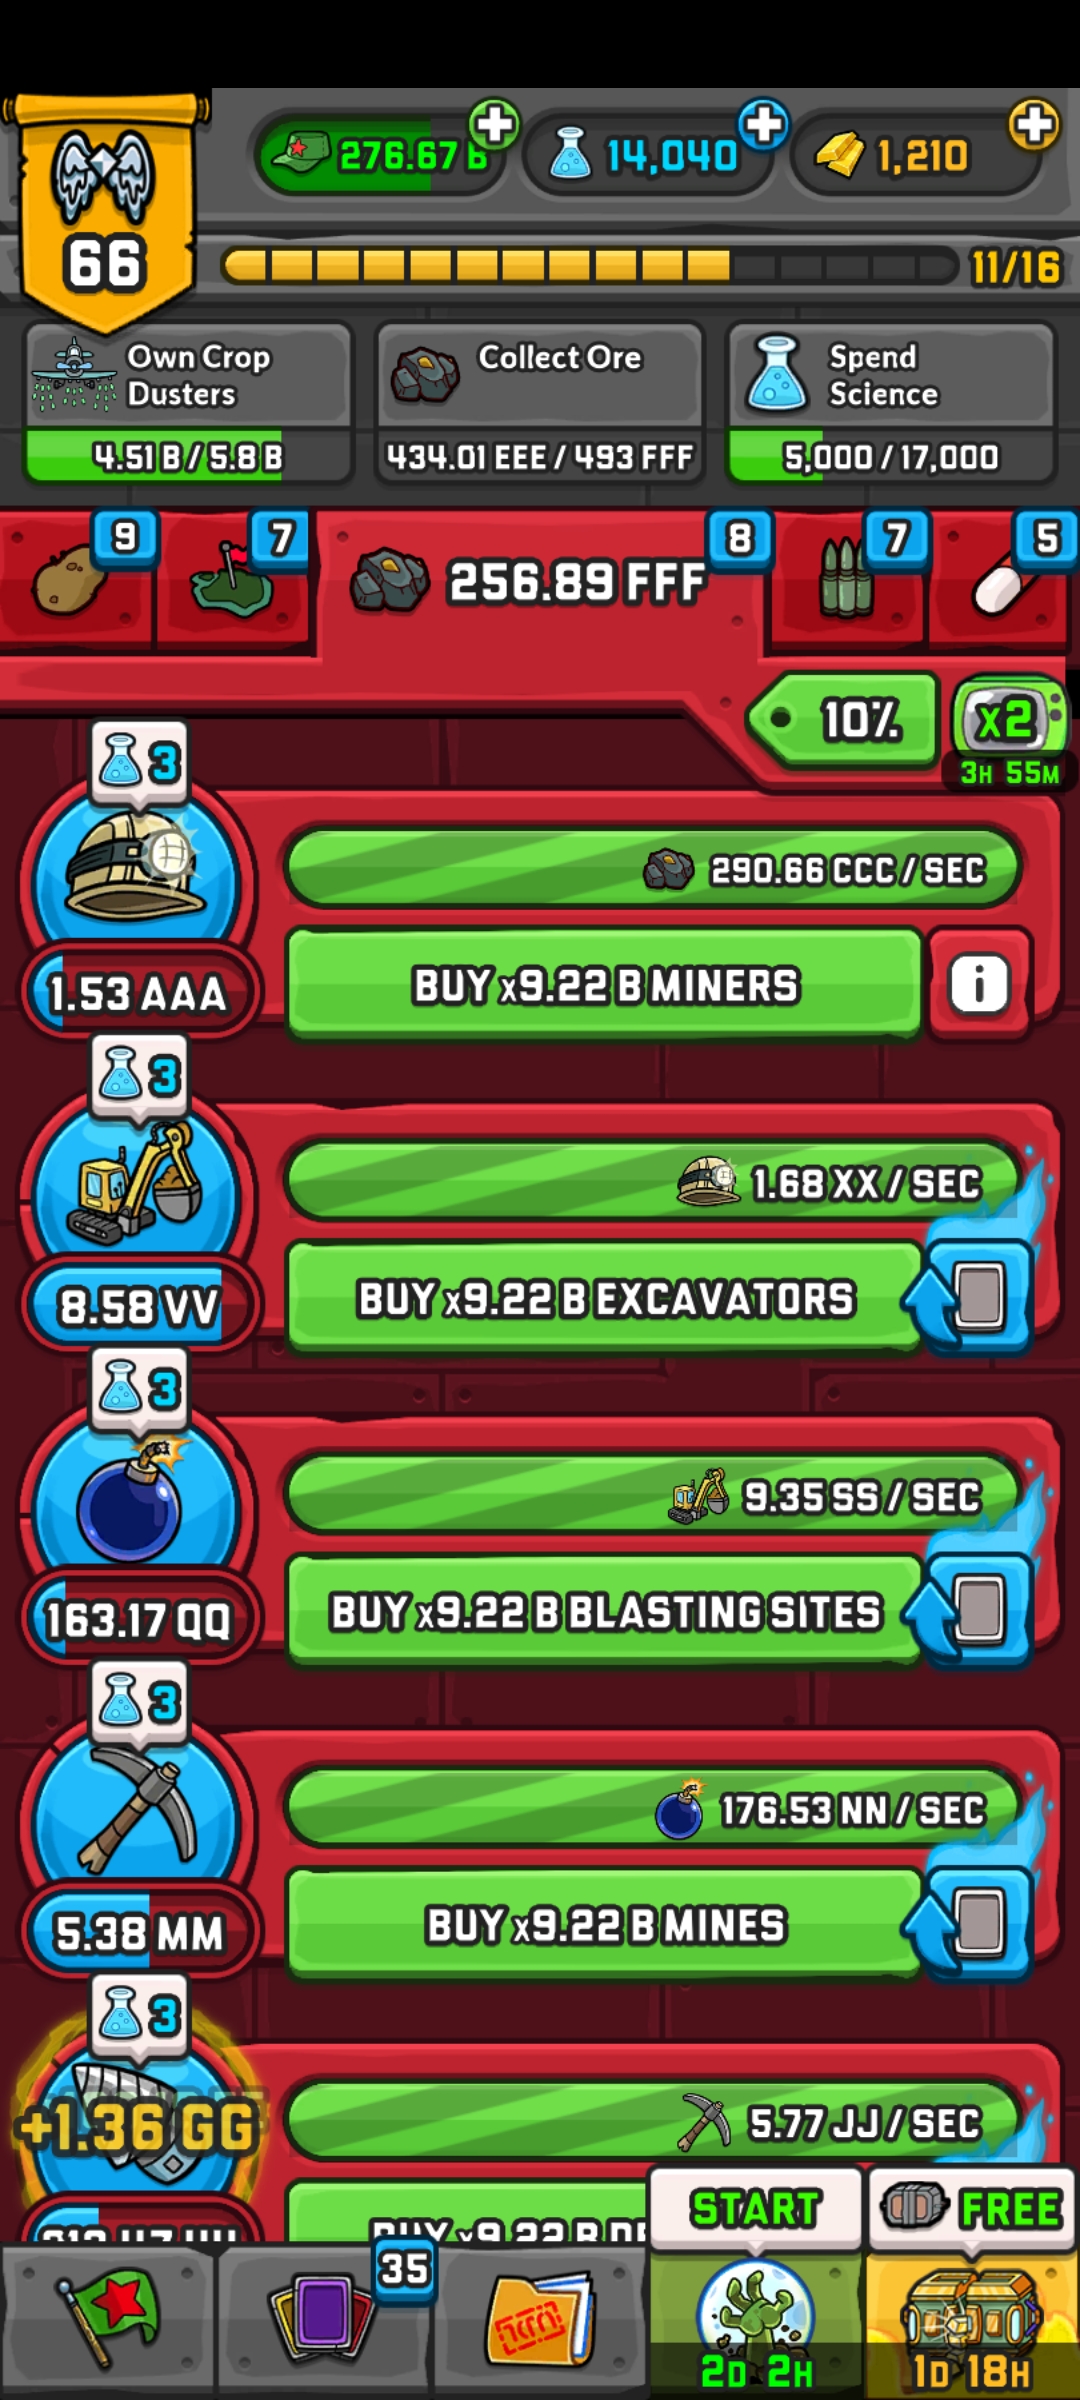 276.67 B
14,040
1,210
66
11/16
Own Crop
Dusters
Collect Ore
Spend
Science
4.51 B / 5.8 B
434.01 EEE / 493 FFF
5,000 / 17,000
9
7
256.89 FFF
8
7
5
10%
x2
3H 55M
3
290.66 CCC / SEC
1.53 AAA
BUY x9.22 B MINERS
i
3
1.68 XX / SEC
8.58 VV
BUY x9.22 B EXCAVATORS
3
9.35 SS / SEC
163.17 QQ
BUY x9.22 B BLASTING SITES
3
176.53 NN / SEC
5.38 MM
BUY x9.22 B MINES
3
+1.36 GG
5.77 JJ / SEC
BUY x9.22 B
START
FREE
35
2D 2H
1D 18H